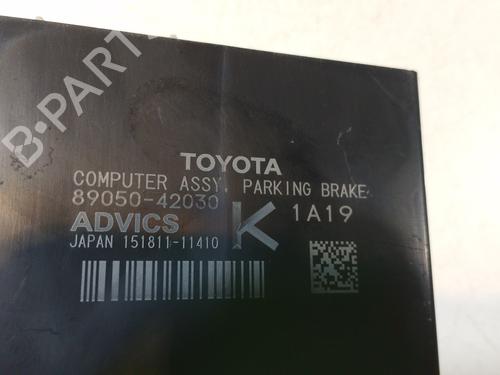 B-PARTS
TOYOTA
COMPUTER ASSY, PARKING BRAKE
89050-42030 K 1A19
ADVICS
JAPAN 151811-11410